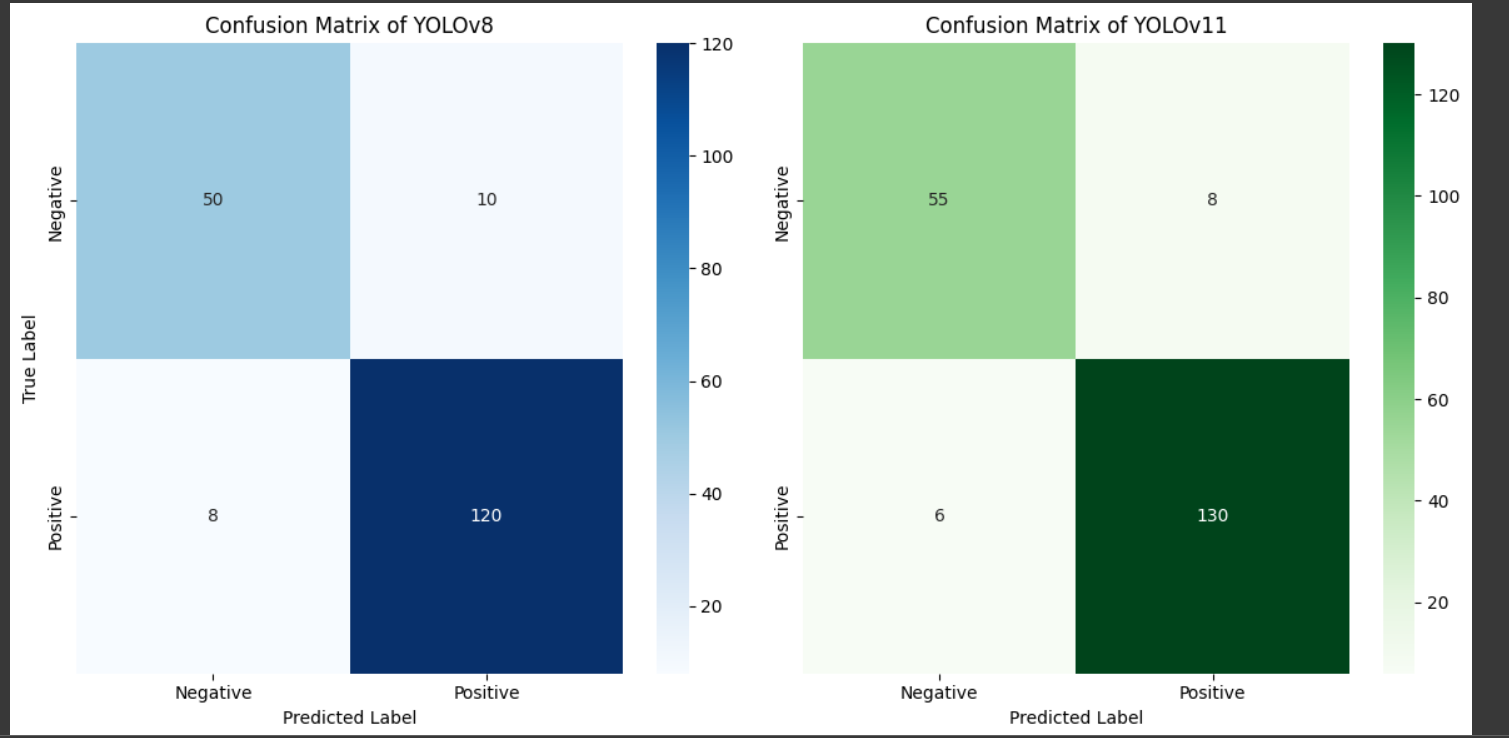 Confusion Matrix of YOLOv8
True Label
Negative
Positive
50
10
8
120
Negative
Positive
Predicted Label
120
100
80
60
40
20
Confusion Matrix of YOLOv11
Negative
Positive
55
8
6
130
Negative
Positive
Predicted Label
120
100
80
60
40
20